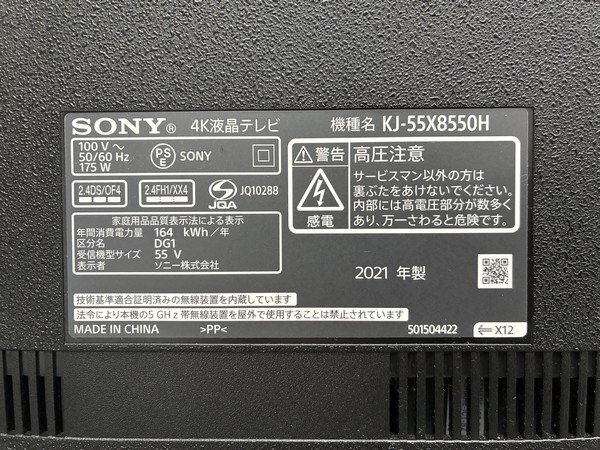 SONY® 4K液晶テレビ 機種名 KJ-55X8550H
100 V～
50/60 Hz
175 W
PSE SONY
2.4DS/OF4 2.4FH1/XX4 JQA JQ1028B
家庭用品品質表示法による表示
年間消費電力量 164 kWh／年
区分名 DG1
受信機型サイズ 55 V
表示者 ソニー株式会社
警告 高圧注意
感電
サービスマン以外の方は
裏ぶたをあけないでください。
内部には高電圧部分が数多く
あり、万一さわると危険です。
2021 年製
技術基準適合証明済みの無線装置を内蔵しています
法令により本機の5 GHz帯無線装置を屋外で使用することは禁止されています
MADE IN CHINA >PP< 501504422 X12